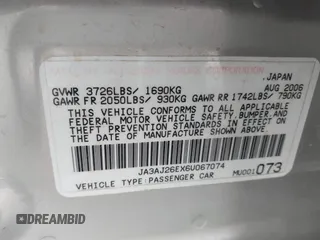 CORPORATION
JAPAN
GVWR 3726LBS/ 1690KG AUG 2006
GAWR FR 2050LBS/ 930KG GAWR RR 1742LBS/ 790KG
THIS VEHICLE CONFORMS TO ALL APPLICABLE
FEDERAL MOTOR VEHICLE SAFETY, BUMPER, AND
THEFT PREVENTION STANDARDS IN EFFECT ON
THE DATE OF MANUFACTURE SHOWN ABOVE.
JA3AJ26EX6U067074
VEHICLE TYPE:PASSENGER CAR MU001073
DREAMBID